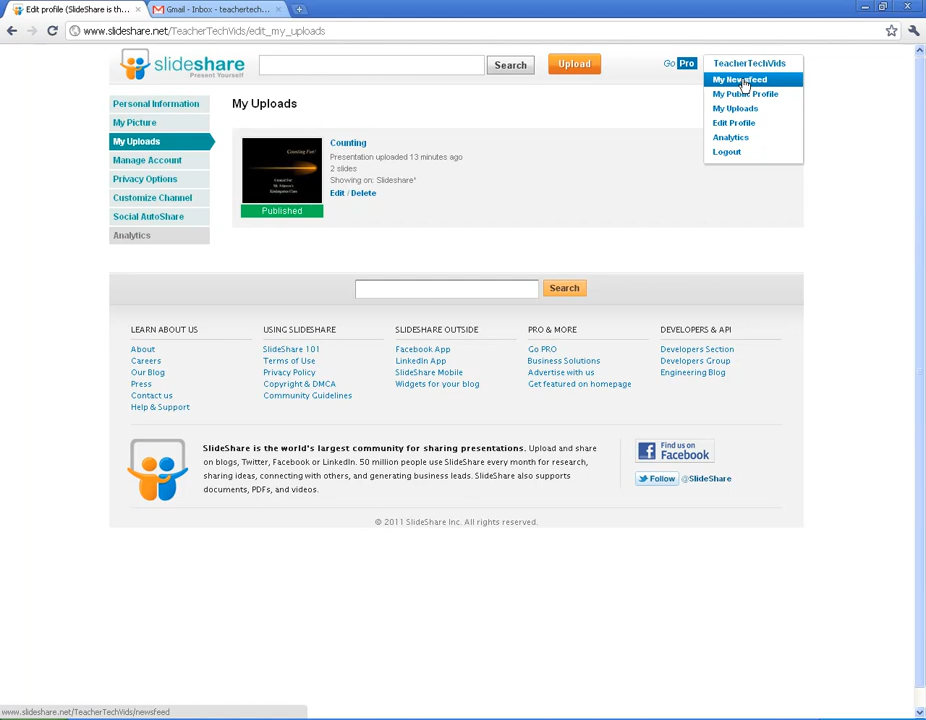 Edit profile (SlideShare is th...
Gmail - Inbox - teachertech...
www.slideshare.net/TeacherTechVids/edit_my_uploads
slideshare
Present Yourself
Search
Upload
Go Pro
TeacherTechVids
My Newsfeed
My Public Profile
My Uploads
Edit Profile
Analytics
Logout
Personal Information
My Picture
My Uploads
Manage Account
Privacy Options
Customize Channel
Social AutoShare
Analytics
My Uploads
Counting Fun!
Published
Counting
Presentation uploaded 13 minutes ago
2 slides
Showing on: Slideshare*
Edit / Delete
Search
LEARN ABOUT US
About
Careers
Our Blog
Press
Contact us
Help & Support
USING SLIDESHARE
SlideShare 101
Terms of Use
Privacy Policy
Copyright & DMCA
Community Guidelines
SLIDESHARE OUTSIDE
Facebook App
LinkedIn App
SlideShare Mobile
Widgets for your blog
PRO & MORE
Go PRO
Business Solutions
Advertise with us
Get featured on homepage
DEVELOPERS & API
Developers Section
Developers Group
Engineering Blog
SlideShare is the world's largest community for sharing presentations. Upload and share
on blogs, Twitter, Facebook or LinkedIn. 50 million people use SlideShare every month for research,
sharing ideas, connecting with others, and generating business leads. SlideShare also supports
documents, PDFs, and videos.
Find us on
Facebook
Follow @SlideShare
© 2011 SlideShare Inc. All rights reserved.
www.slideshare.net/TeacherTechVids/newsfeed